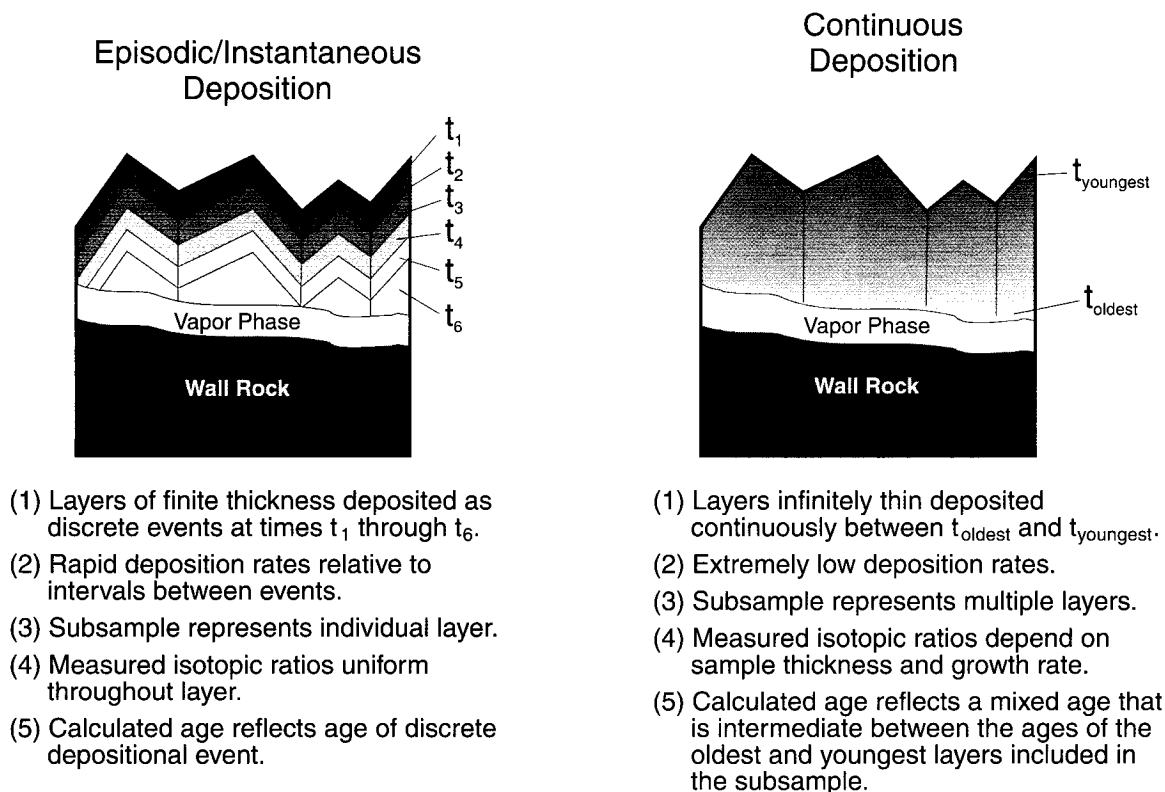 Episodic/Instantaneous
Deposition
t1
t2
t3
t4
t5
t6
Vapor Phase
Wall Rock
(1) Layers of finite thickness deposited as
discrete events at times t1 through t6.
(2) Rapid deposition rates relative to
intervals between events.
(3) Subsample represents individual layer.
(4) Measured isotopic ratios uniform
throughout layer.
(5) Calculated age reflects age of discrete
depositional event.
Continuous
Deposition
tyoungest
toldest
Vapor Phase
Wall Rock
(1) Layers infinitely thin deposited
continuously between toldest and tyoungest.
(2) Extremely low deposition rates.
(3) Subsample represents multiple layers.
(4) Measured isotopic ratios depend on
sample thickness and growth rate.
(5) Calculated age reflects a mixed age that
is intermediate between the ages of the
oldest and youngest layers included in
the subsample.